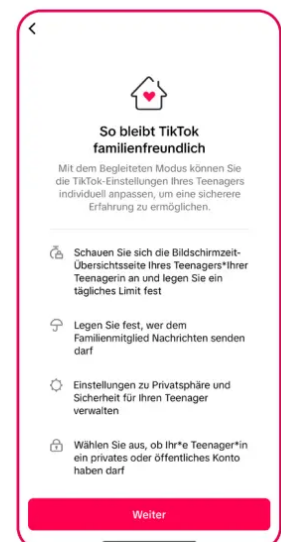 So bleibt TikTok
familienfreundlich
Mit dem Begleiteten Modus können Sie
die TikTok-Einstellungen Ihres Teenagers
individuell anpassen, um eine sicherere
Erfahrung zu ermöglichen.
Schauen Sie sich die Bildschirmzeit-
Übersichtsseite Ihres Teenagers*Ihrer
Teenagerin an und legen Sie ein
tägliches Limit fest
Legen Sie fest, wer dem
Familienmitglied Nachrichten senden
darf
Einstellungen zu Privatsphäre und
Sicherheit für Ihren Teenager
verwalten
Wählen Sie aus, ob Ihr*e Teenager*in
ein privates oder öffentliches Konto
haben darf
Weiter